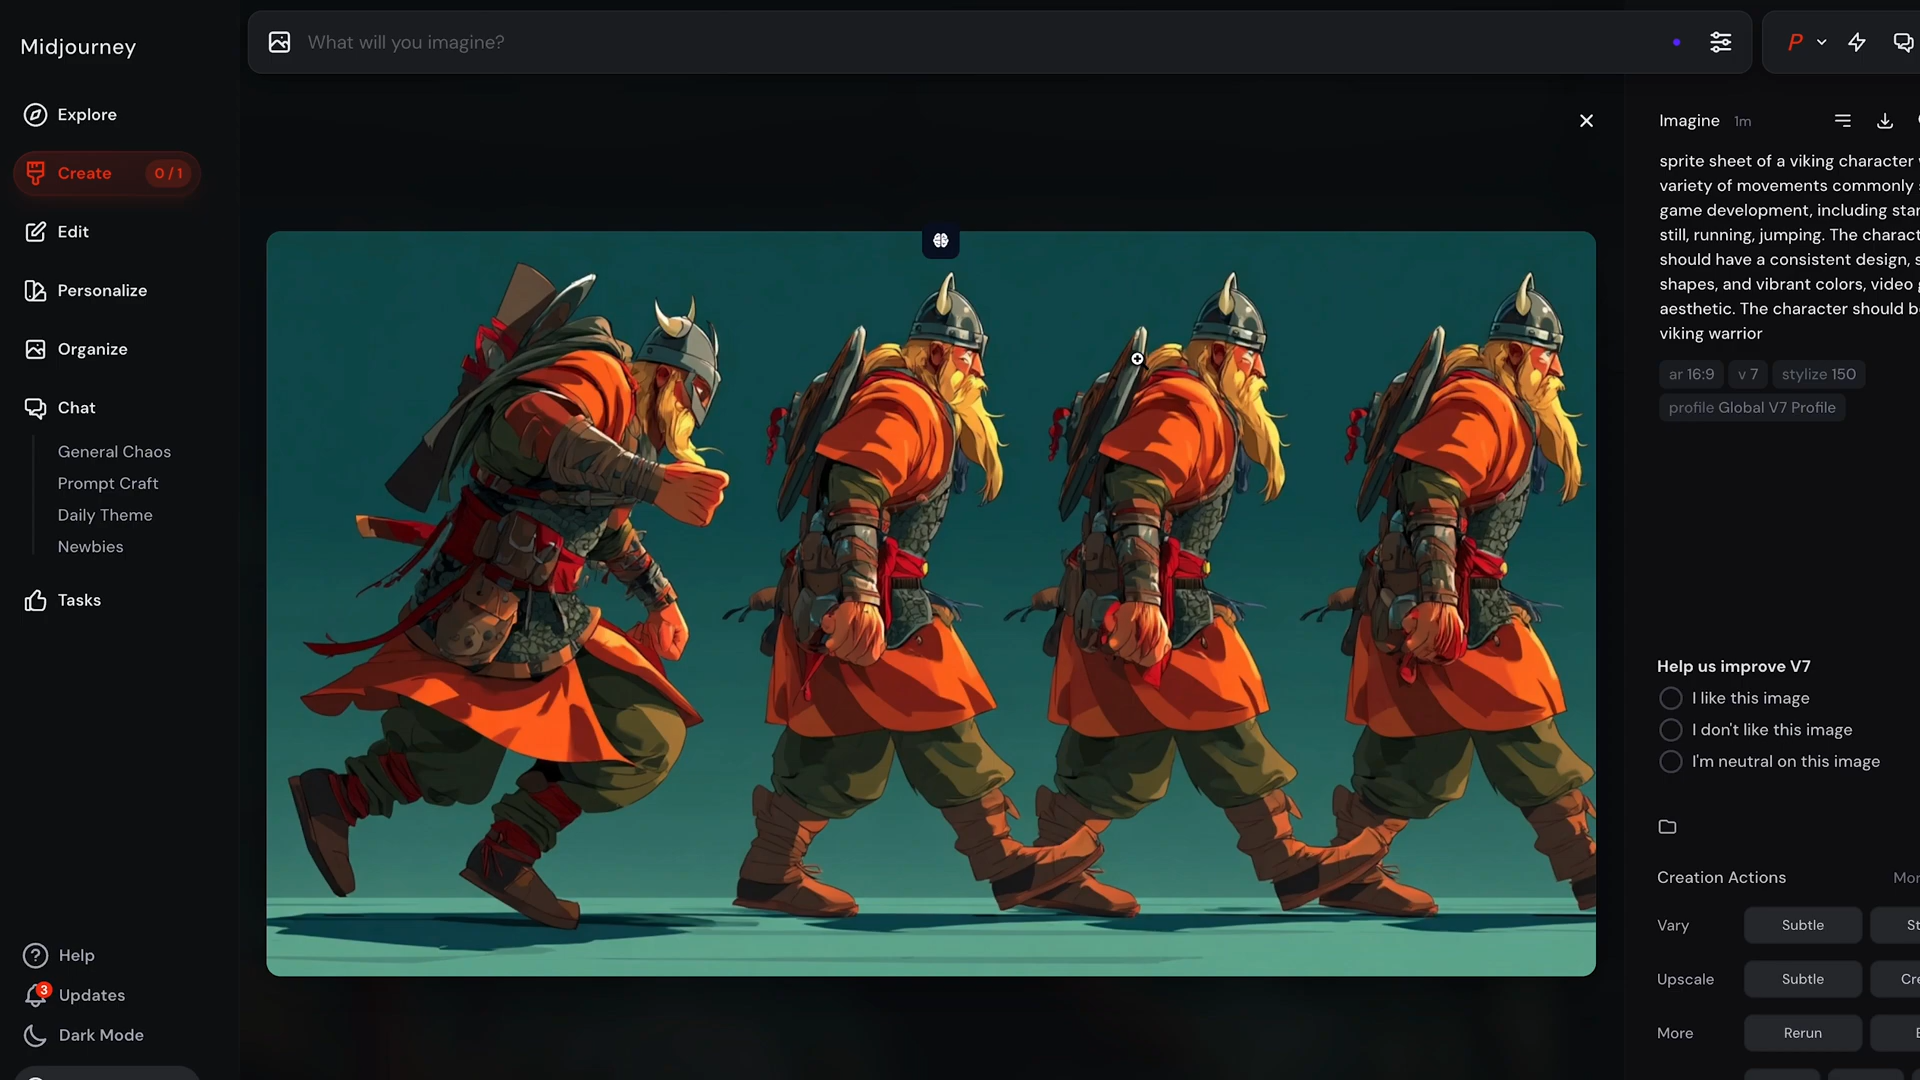 Midjourney
Explore
Create 0 / 1
Edit
Personalize
Organize
Chat
General Chaos
Prompt Craft
Daily Theme
Newbies
Tasks
Help
3 Updates
Dark Mode
What will you imagine?
P
Imagine 1m
sprite sheet of a viking character
variety of movements commonly
game development, including
still, running, jumping. The
should have a consistent design,
shapes, and vibrant colors, video
aesthetic. The character should
viking warrior
ar 16:9 v 7 stylize 150
profile Global V7 Profile
Help us improve V7
I like this image
I don't like this image
I'm neutral on this image
Creation Actions
Vary Subtle
Upscale Subtle
More Rerun